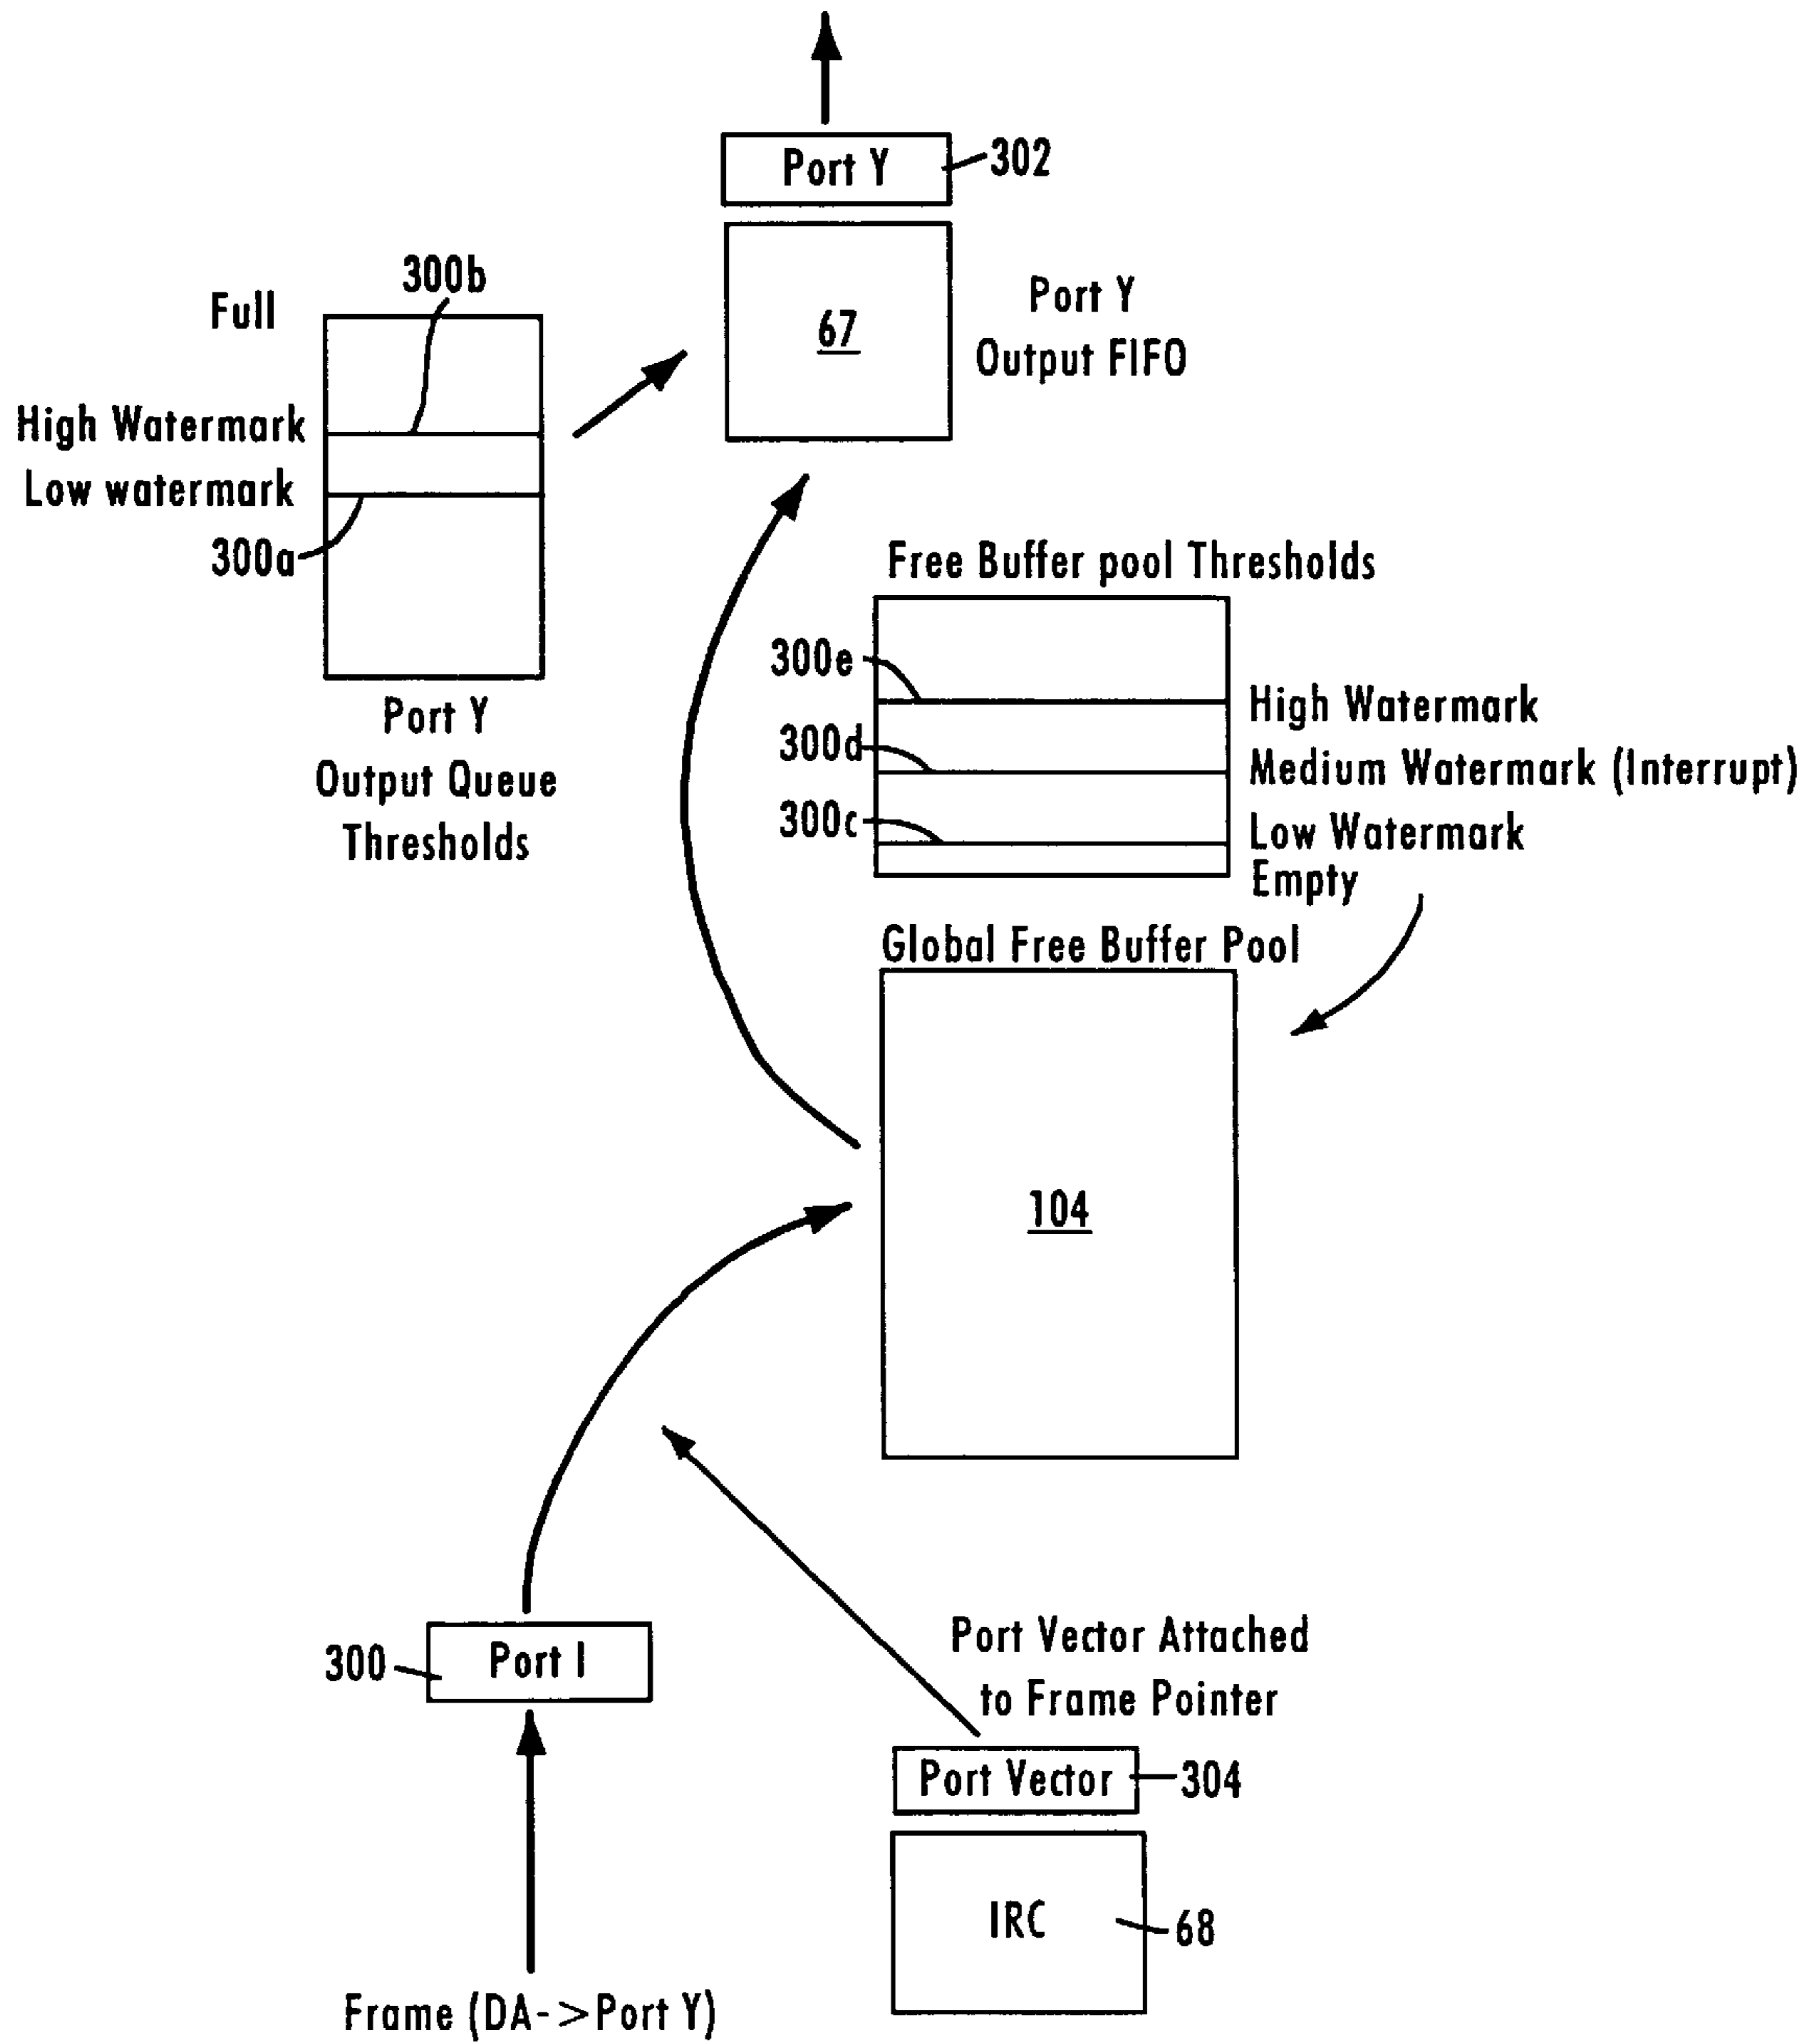 Port Y
302
67
Port Y
Output FIFO
Full
300b
High Watermark
Low watermark
300a
Port Y
Output Queue
Thresholds
Free Buffer pool Thresholds
300e
300d
300c
High Watermark
Medium Watermark (Interrupt)
Low Watermark
Empty
Global Free Buffer Pool
104
300
Port I
Port Vector Attached
to Frame Pointer
Port Vector
304
IRC
68
Frame (DA->Port Y)